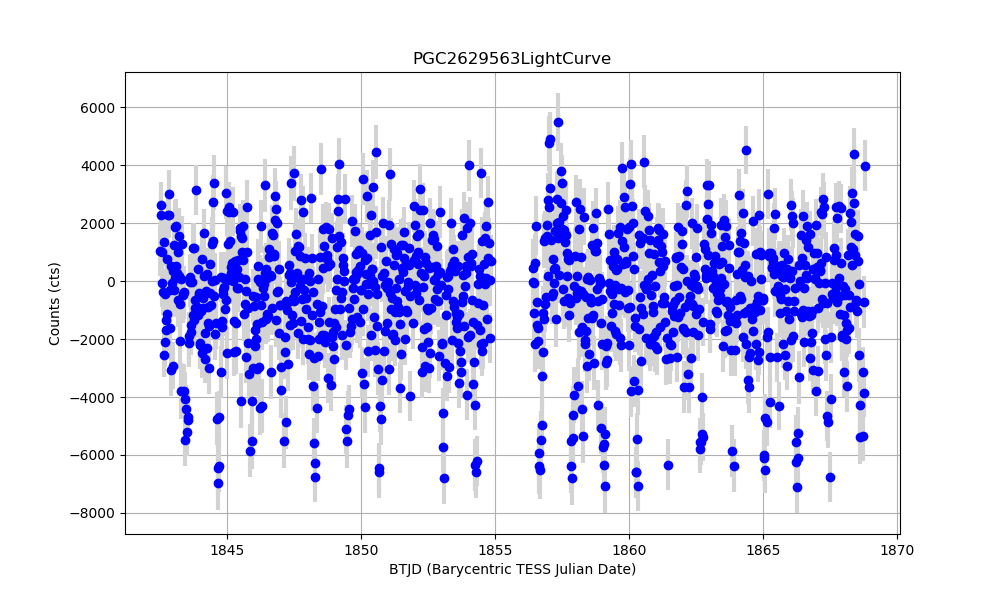 PGC2629563LightCurve
6000
4000
2000
0
−2000
−4000
−6000
−8000
Counts (cts)
1845 1850 1855 1860 1865 1870
BTJD (Barycentric TESS Julian Date)